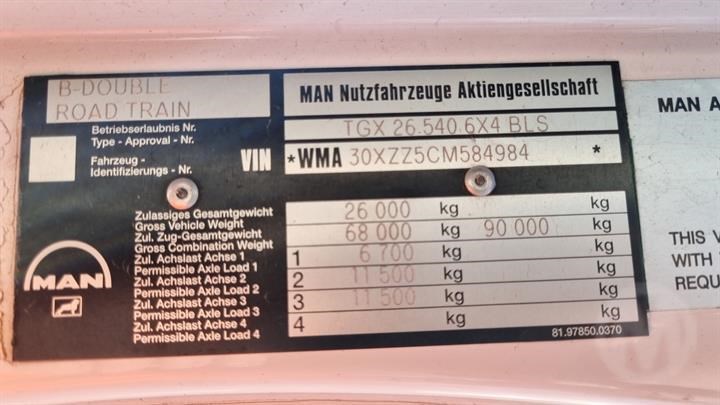 B-DOUBLE
ROAD TRAIN
MAN Nutzfahrzeuge Aktiengesellschaft
Betriebserlaubnis Nr.
Type - Approval - Nr.
TGX 26.540 6X4 BLS
Fahrzeug -
Identifizierungs - Nr.
VIN *WMA 30XZZ5CM584984 *
Zulassiges Gesamtgewicht
Gross Vehicle Weight
26 000 kg kg
Zul. Zug-Gesamtgewicht
Gross Combination Weight
68 000 kg 90 000 kg
Zul. Achslast Achse 1
Permissible Axle Load 1
1 6 700 kg
Zul. Achslast Achse 2
Permissible Axle Load 2
2 11 500 kg
Zul. Achslast Achse 3
Permissible Axle Load 3
3 11 500 kg
Zul. Achslast Achse 4
Permissible Axle Load 4
4 kg kg
MAN
81.97850.0370
MAN A
THIS V
WITH
REQU